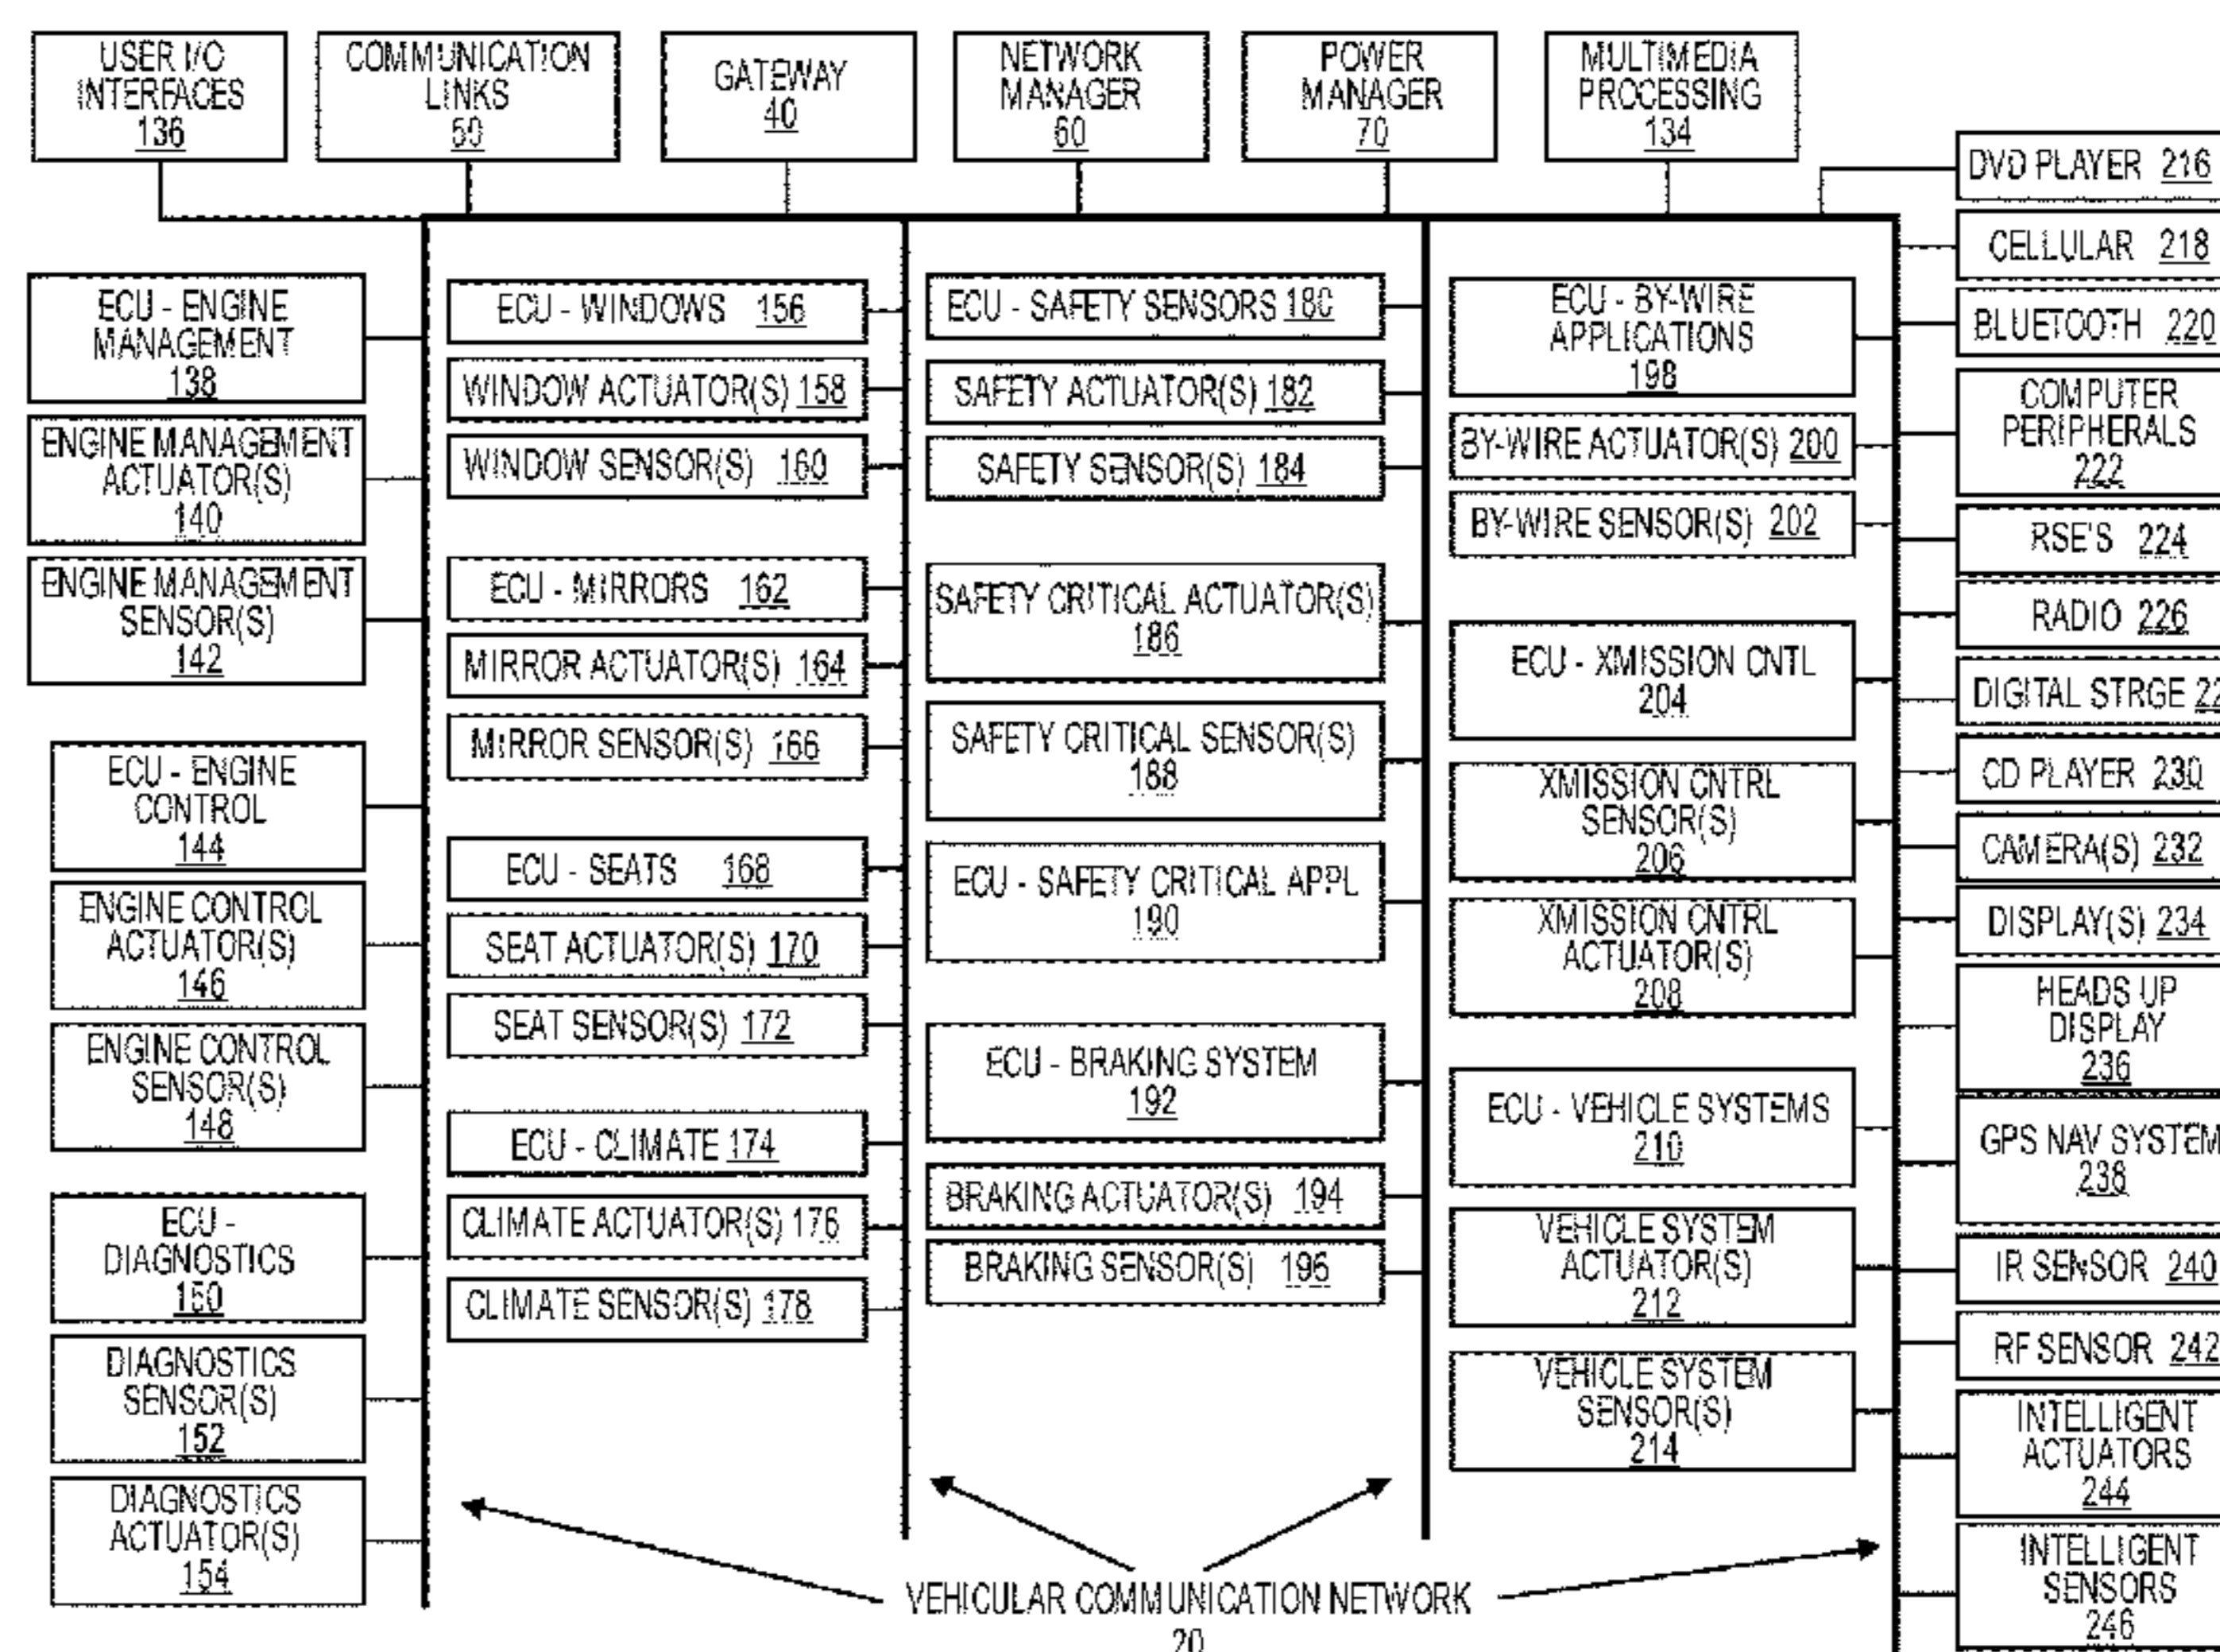 USER I/O
INTERFACES
136
COMMUNICATION
LINKS
50
GATEWAY
40
NETWORK
MANAGER
60
POWER
MANAGER
70
MULTIMEDIA
PROCESSING
134
ECU - ENGINE
MANAGEMENT
138
ENGINE MANAGEMENT
ACTUATOR(S)
140
ENGINE MANAGEMENT
SENSOR(S)
142
ECU - ENGINE
CONTROL
144
ENGINE CONTROL
ACTUATOR(S)
146
ENGINE CONTROL
SENSOR(S)
148
ECU -
DIAGNOSTICS
150
DIAGNOSTICS
SENSOR(S)
152
DIAGNOSTICS
ACTUATOR(S)
154
ECU - WINDOWS 156
WINDOW ACTUATOR(S) 158
WINDOW SENSOR(S) 160
ECU - MIRRORS 162
MIRROR ACTUATOR(S) 164
MIRROR SENSOR(S) 166
ECU - SEATS 168
SEAT ACTUATOR(S) 170
SEAT SENSOR(S) 172
ECU - CLIMATE 174
CLIMATE ACTUATOR(S) 176
CLIMATE SENSOR(S) 178
ECU - SAFETY SENSORS 180
SAFETY ACTUATOR(S) 182
SAFETY SENSOR(S) 184
SAFETY CRITICAL ACTUATOR(S)
186
SAFETY CRITICAL SENSOR(S)
188
ECU - SAFETY CRITICAL APPL
190
ECU - BRAKING SYSTEM
192
BRAKING ACTUATOR(S) 194
BRAKING SENSOR(S) 196
ECU - BY-WIRE
APPLICATIONS
198
BY-WIRE ACTUATOR(S) 200
BY-WIRE SENSOR(S) 202
ECU - XMISSION CNTL
204
XMISSION CNTRL
SENSOR(S)
206
XMISSION CNTRL
ACTUATOR(S)
208
ECU - VEHICLE SYSTEMS
210
VEHICLE SYSTEM
ACTUATOR(S)
212
VEHICLE SYSTEM
SENSOR(S)
214
DVD PLAYER 216
CELLULAR 218
BLUETOOTH 220
COMPUTER
PERIPHERALS
222
RSE'S 224
RADIO 226
DIGITAL STRGE 22
CD PLAYER 230
CAMERA(S) 232
DISPLAY(S) 234
HEADS UP
DISPLAY
236
GPS NAV SYSTEM
238
IR SENSOR 240
RF SENSOR 242
INTELLIGENT
ACTUATORS
244
INTELLIGENT
SENSORS
246
VEHICULAR COMMUNICATION NETWORK
20